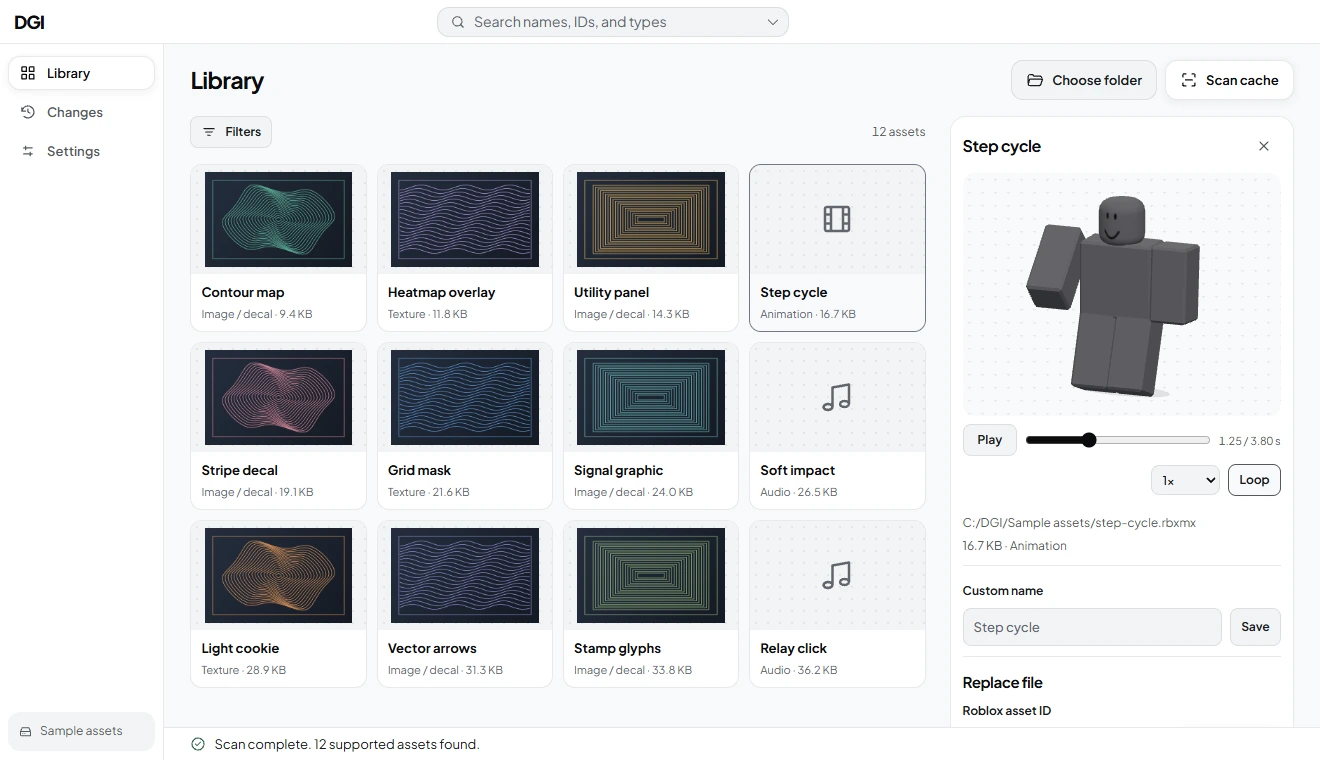 DGI
Search names, IDs, and types
Library
Changes
Settings
Sample assets
Library
Choose folder
Scan cache
Filters
12 assets
Contour map
Image / decal · 9.4 KB
Heatmap overlay
Texture · 11.8 KB
Utility panel
Image / decal · 14.3 KB
Step cycle
Animation · 16.7 KB
Stripe decal
Image / decal · 19.1 KB
Grid mask
Texture · 21.6 KB
Signal graphic
Image / decal · 24.0 KB
Soft impact
Audio · 26.5 KB
Light cookie
Texture · 28.9 KB
Vector arrows
Image / decal · 31.3 KB
Stamp glyphs
Image / decal · 33.8 KB
Relay click
Audio · 36.2 KB
Step cycle
Play
1.25 / 3.80 s
1×
Loop
C:/DGI/Sample assets/step-cycle.rbxmx
16.7 KB · Animation
Custom name
Step cycle
Save
Replace file
Roblox asset ID
Scan complete. 12 supported assets found.